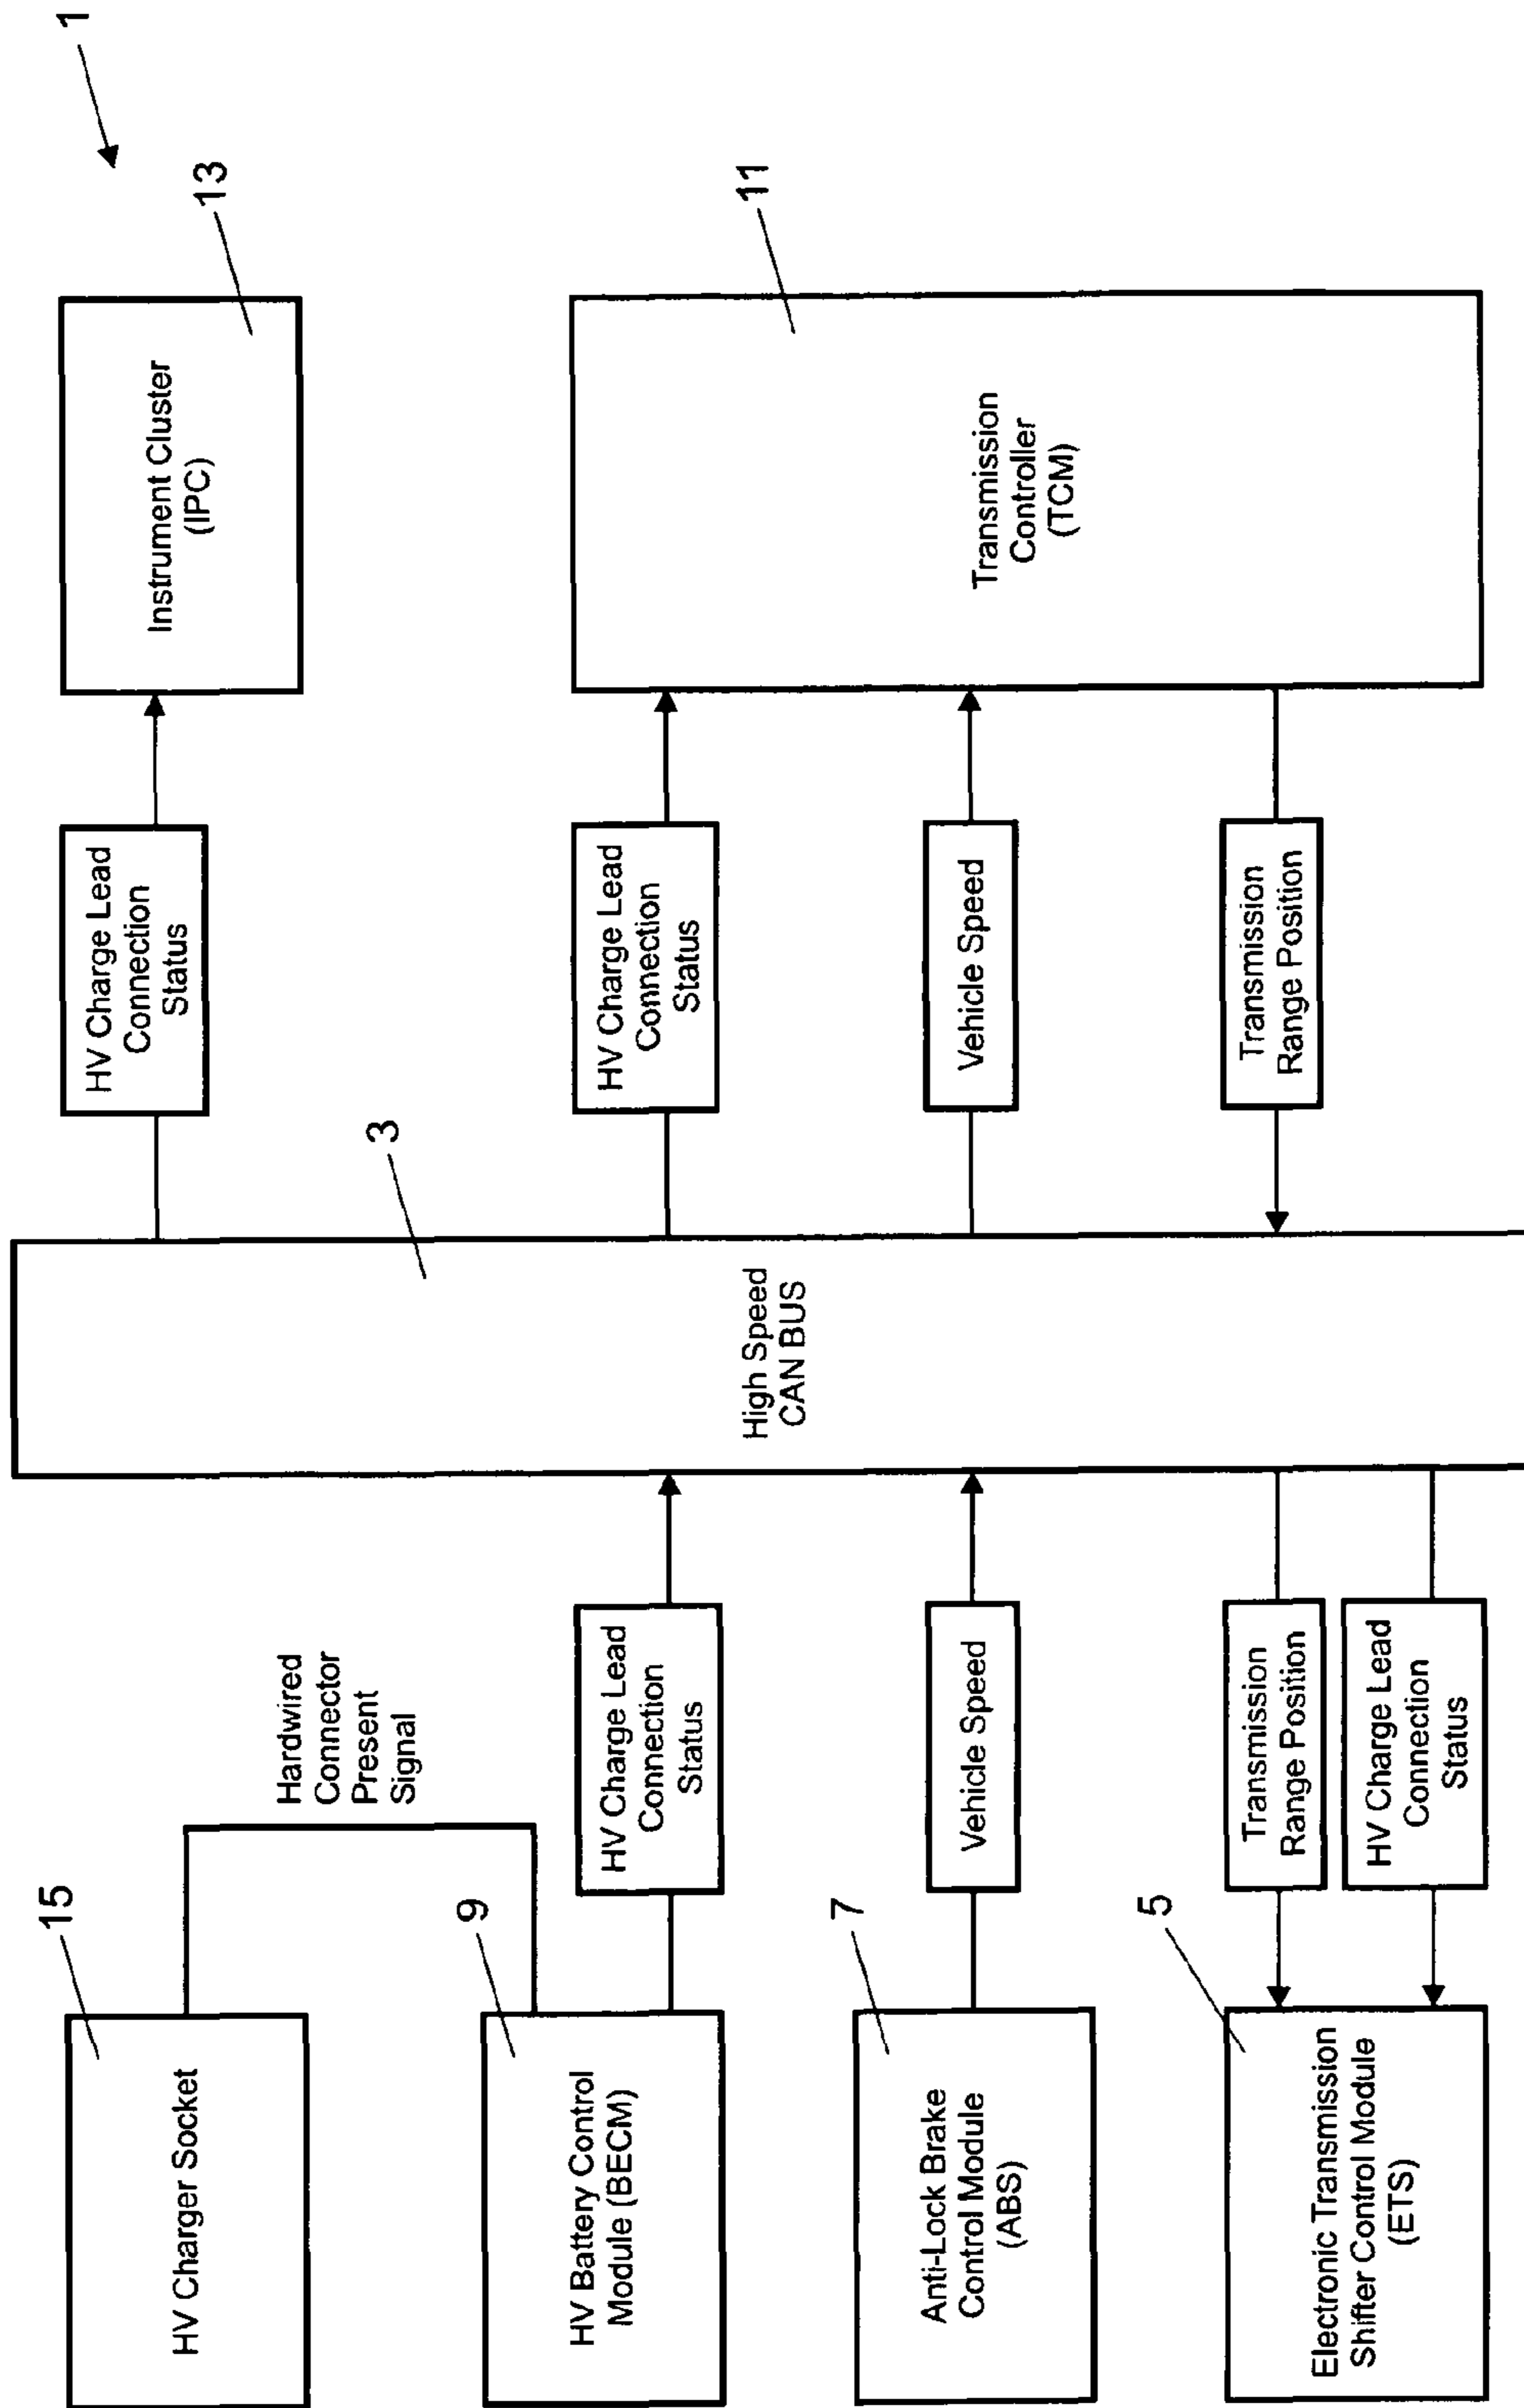 1
15
HV Charger Socket
Hardwired
Connector
Present
Signal
9
HV Battery Control
Module (BECM)
HV Charge Lead
Connection
Status
7
Anti-Lock Brake
Control Module
(ABS)
Vehicle Speed
5
Electronic Transmission
Shifter Control Module
(ETS)
Transmission
Range Position
HV Charge Lead
Connection
Status
3
High Speed
CAN BUS
HV Charge Lead
Connection
Status
13
Instrument Cluster
(IPC)
HV Charge Lead
Connection
Status
Vehicle Speed
Transmission
Range Position
11
Transmission
Controller
(TCM)